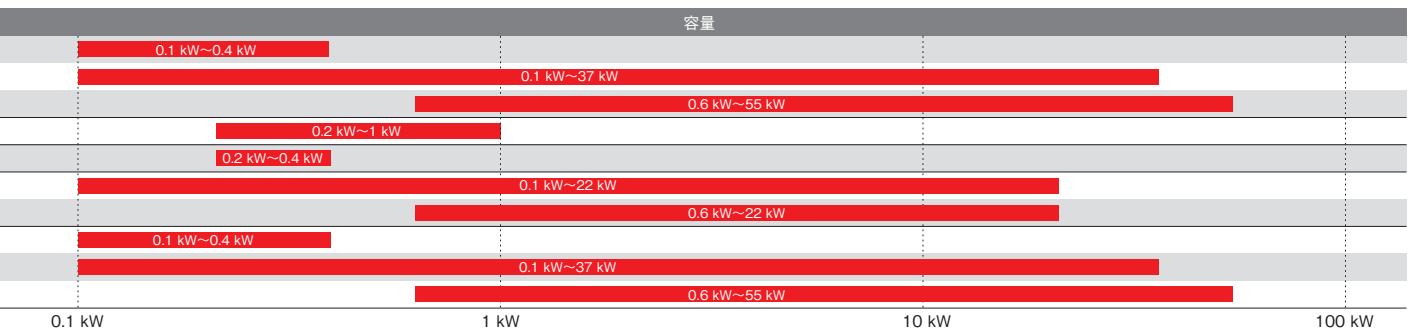 容量
0.1 kW～0.4 kW
0.1 kW～37 kW
0.6 kW～55 kW
0.2 kW～1 kW
0.2 kW～0.4 kW
0.1 kW～22 kW
0.6 kW～22 kW
0.1 kW～0.4 kW
0.1 kW～37 kW
0.6 kW～55 kW
0.1 kW 1 kW 10 kW 100 kW